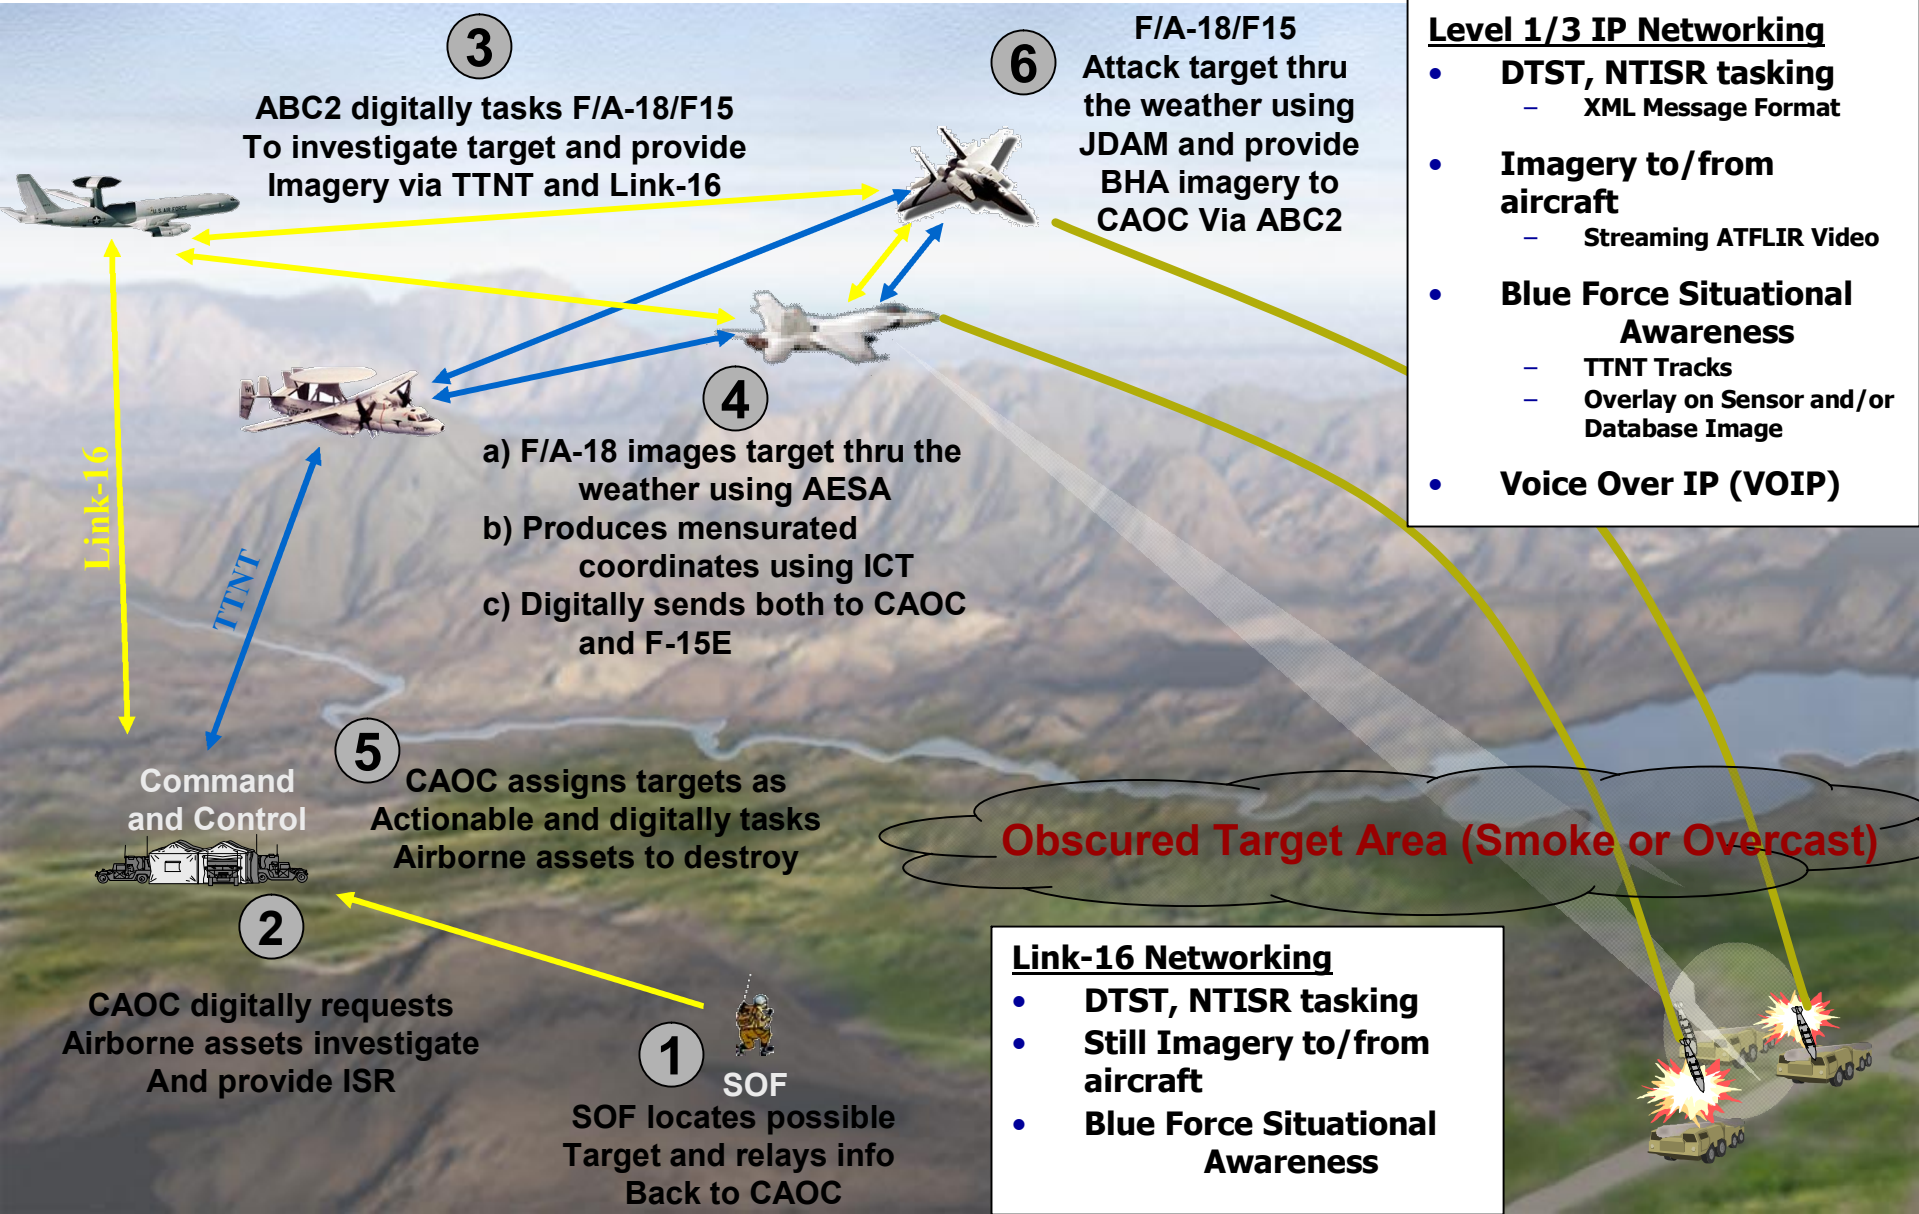 3
ABC2 digitally tasks F/A-18/F15
To investigate target and provide
Imagery via TTNT and Link-16
6
F/A-18/F15
Attack target thru
the weather using
JDAM and provide
BHA imagery to
CAOC Via ABC2
Level 1/3 IP Networking
• DTST, NTISR tasking
– XML Message Format
• Imagery to/from
aircraft
– Streaming ATFLIR Video
• Blue Force Situational
Awareness
– TTNT Tracks
– Overlay on Sensor and/or
Database Image
• Voice Over IP (VOIP)
U.S. AIR FORCE
4
a) F/A-18 images target thru the
weather using AESA
b) Produces mensurated
coordinates using ICT
c) Digitally sends both to CAOC
and F-15E
Link-16
TTNT
5
CAOC assigns targets as
Actionable and digitally tasks
Airborne assets to destroy
Command
and Control
2
CAOC digitally requests
Airborne assets investigate
And provide ISR
Obscured Target Area (Smoke or Overcast)
1
SOF
SOF locates possible
Target and relays info
Back to CAOC
Link-16 Networking
• DTST, NTISR tasking
• Still Imagery to/from
aircraft
• Blue Force Situational
Awareness